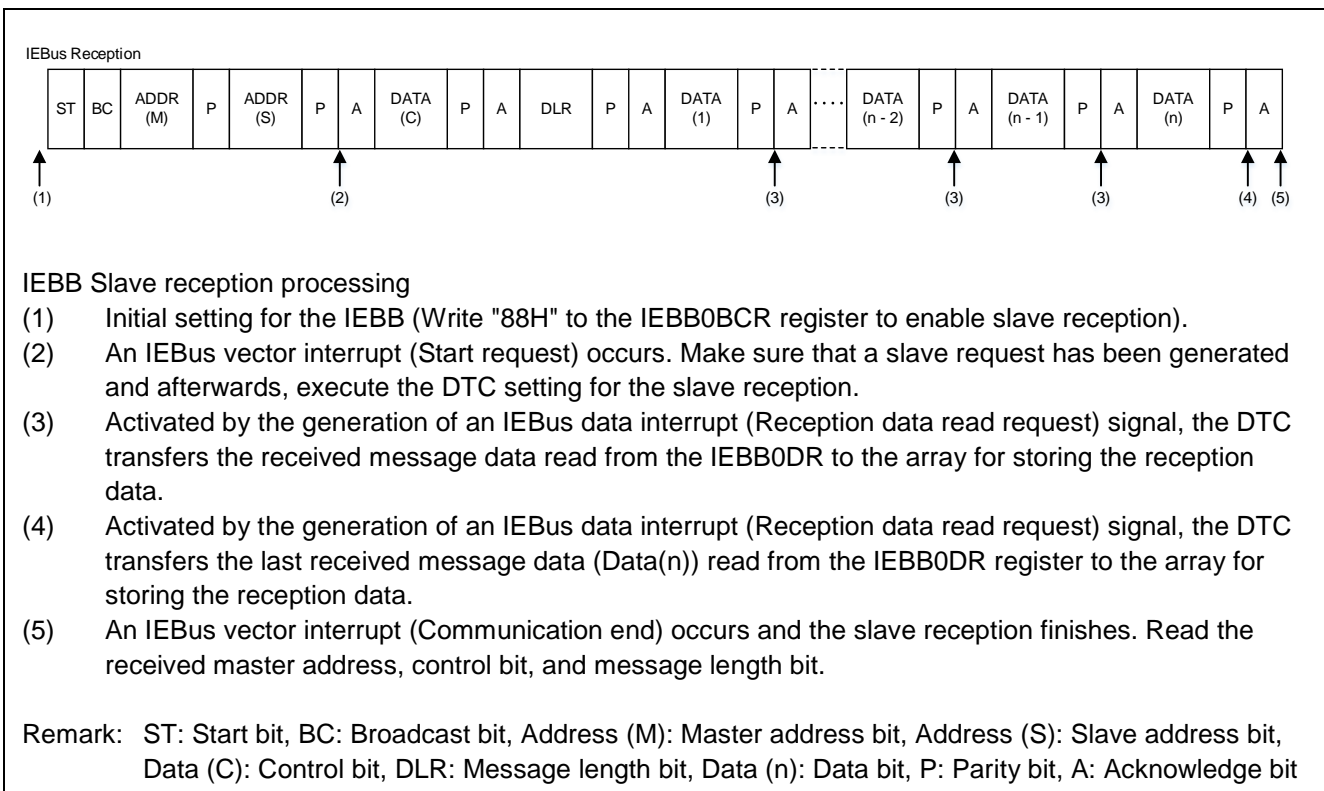 IEBus Reception
ST BC ADDR (M) P ADDR (S) P A DATA (C) P A DLR P A DATA (1) P A ···· DATA (n - 2) P A DATA (n - 1) P A DATA (n) P A
(1) (2) (3) (3) (3) (4) (5)
IEBB Slave reception processing
(1) Initial setting for the IEBB (Write "88H" to the IEBB0BCR register to enable slave reception).
(2) An IEBus vector interrupt (Start request) occurs. Make sure that a slave request has been generated
and afterwards, execute the DTC setting for the slave reception.
(3) Activated by the generation of an IEBus data interrupt (Reception data read request) signal, the DTC
transfers the received message data read from the IEBB0DR to the array for storing the reception
data.
(4) Activated by the generation of an IEBus data interrupt (Reception data read request) signal, the DTC
transfers the last received message data (Data(n)) read from the IEBB0DR register to the array for
storing the reception data.
(5) An IEBus vector interrupt (Communication end) occurs and the slave reception finishes. Read the
received master address, control bit, and message length bit.
Remark: ST: Start bit, BC: Broadcast bit, Address (M): Master address bit, Address (S): Slave address bit,
Data (C): Control bit, DLR: Message length bit, Data (n): Data bit, P: Parity bit, A: Acknowledge bit